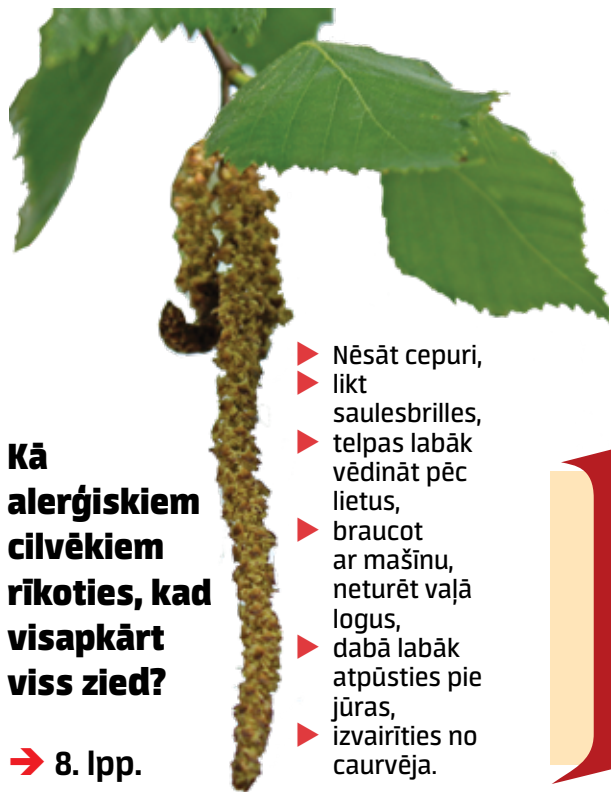 Kā
alerģiskiem
cilvēkiem
rīkoties, kad
visapkārt
viss zied?
➔ 8. lpp.
▶ Nēsāt cepuri,
▶ likt
saulesbrilles,
▶ telpas labāk
vēdināt pēc
lietus,
▶ braucot
ar mašīnu,
neturēt vaļā
logus,
▶ dabā labāk
atpūsties pie
jūras,
▶ izvairīties no
caurvēja.